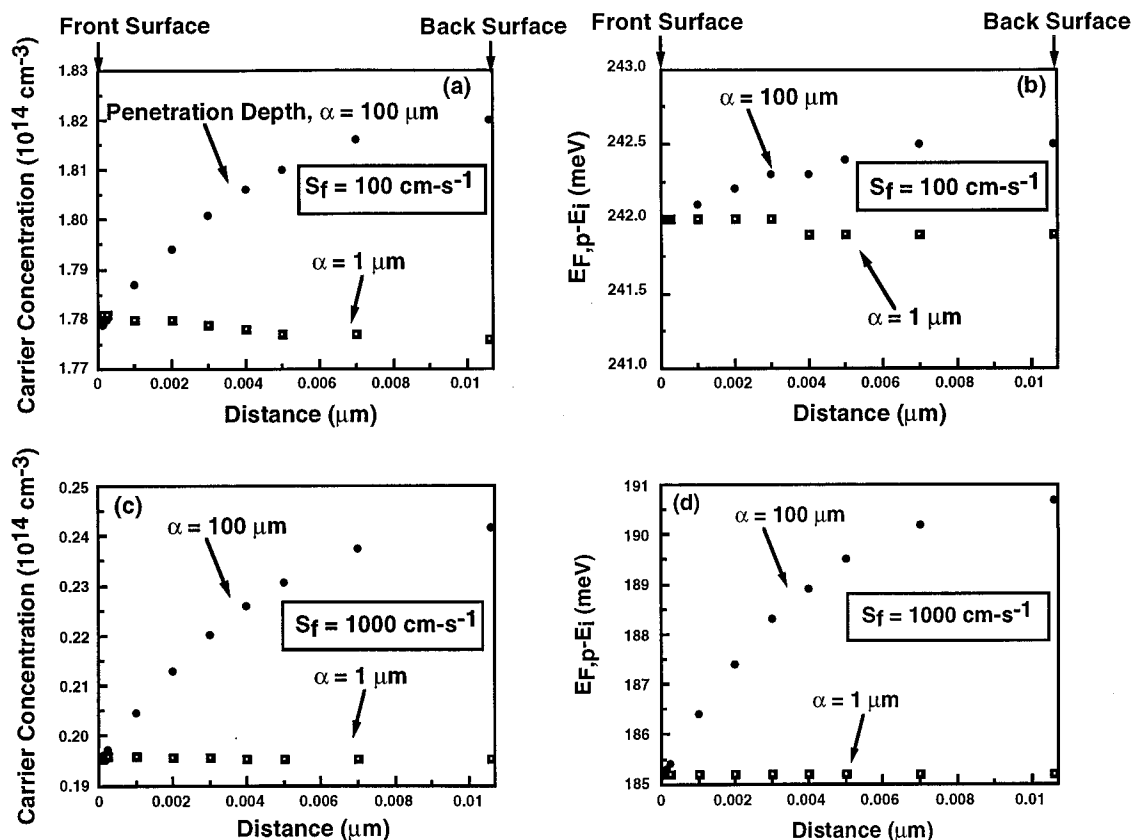 Front Surface
Back Surface
Carrier Concentration (10¹⁴ cm⁻³)
1.83
1.82
1.81
1.80
1.79
1.78
1.77
(a)
Penetration Depth, α = 100 μm
Sf = 100 cm-s⁻¹
α = 1 μm
0
0.002
0.004
0.006
0.008
0.01
Distance (μm)
Front Surface
Back Surface
EF,p-Ei (meV)
243.0
242.5
242.0
241.5
241.0
(b)
α = 100 μm
Sf = 100 cm-s⁻¹
α = 1 μm
0
0.002
0.004
0.006
0.008
0.01
Distance (μm)
Carrier Concentration (10¹⁴ cm⁻³)
0.25
0.24
0.23
0.22
0.21
0.20
0.19
(c)
α = 100 μm
Sf = 1000 cm-s⁻¹
α = 1 μm
0
0.002
0.004
0.006
0.008
0.01
Distance (μm)
EF,p-Ei (meV)
191
190
189
188
187
186
185
(d)
α = 100 μm
Sf = 1000 cm-s⁻¹
α = 1 μm
0
0.002
0.004
0.006
0.008
0.01
Distance (μm)